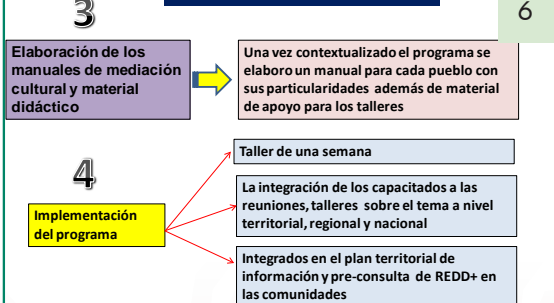 6
3
Elaboración de los
manuales de mediación
cultural y material
didáctico
Una vez contextualizado el programa se
elaboro un manual para cada pueblo con
sus particularidades además de material
de apoyo para los talleres
4
Implementación
del programa
Taller de una semana
La integración de los capacitados a las
reuniones, talleres sobre el tema a nivel
territorial, regional y nacional
Integrados en el plan territorial de
información y pre-consulta de REDD+ en
las comunidades